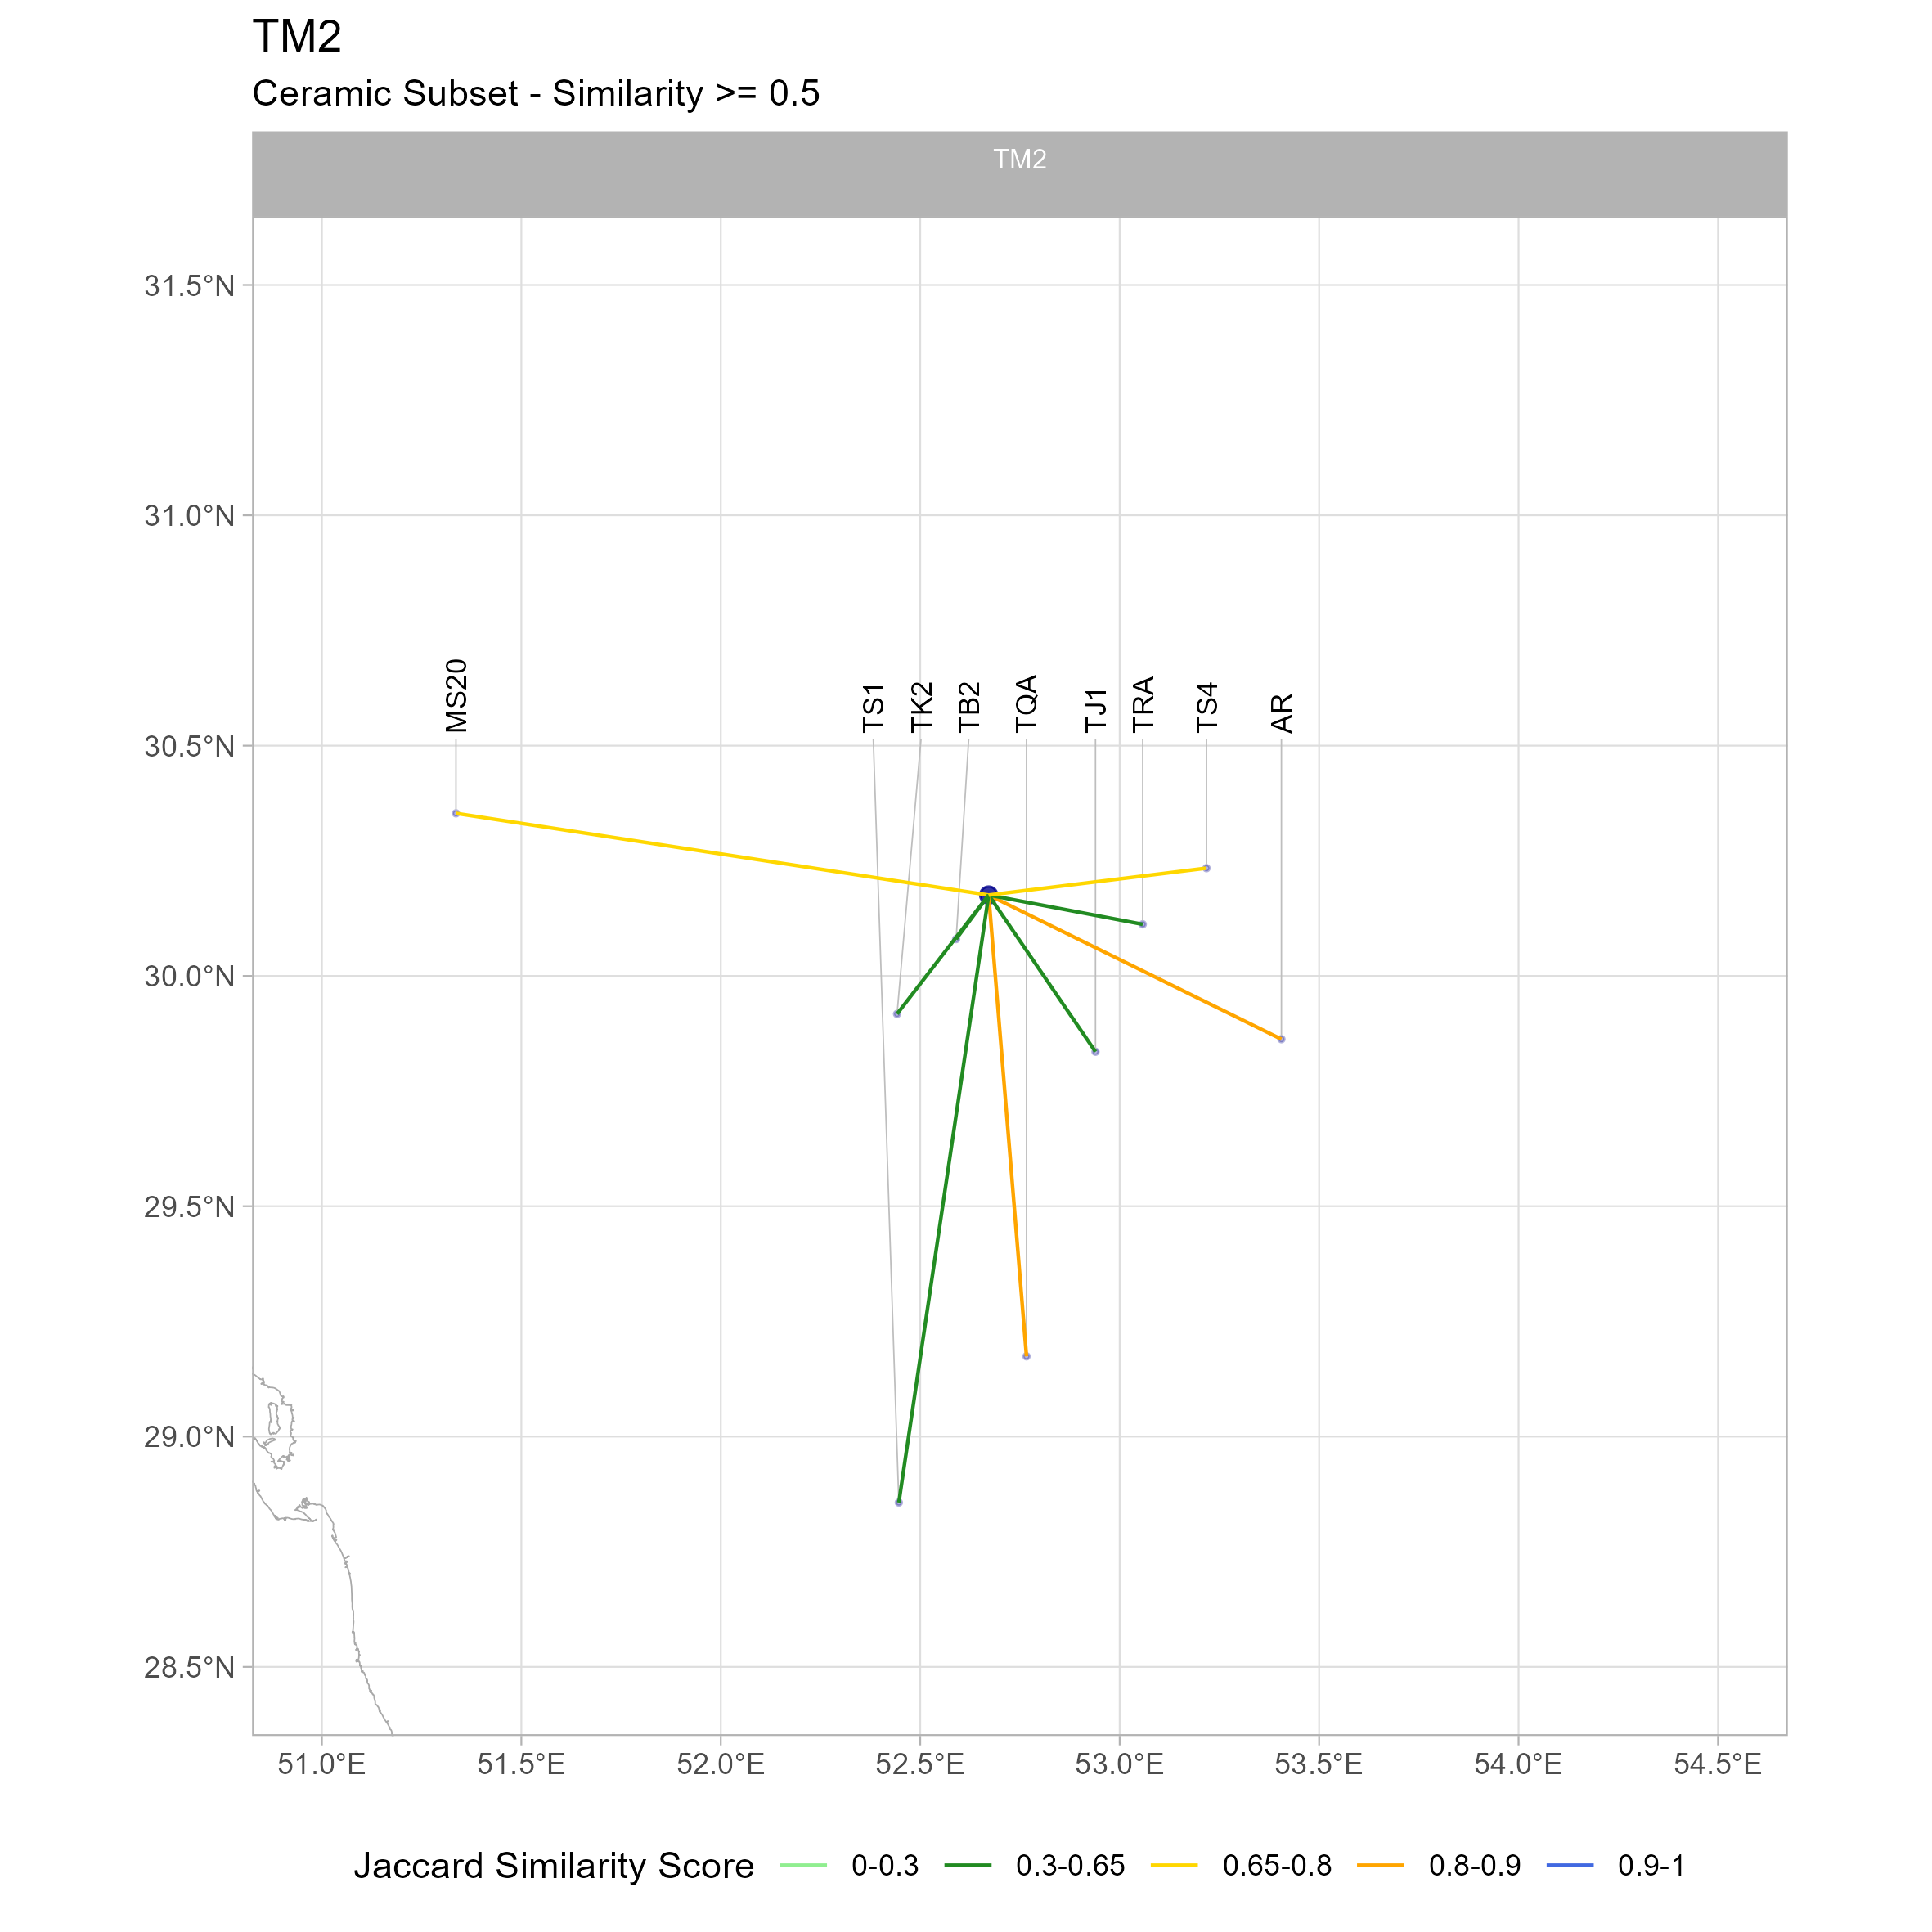 TM2
Ceramic Subset - Similarity >= 0.5
TM2
31.5°N
31.0°N
30.5°N
30.0°N
29.5°N
29.0°N
28.5°N
MS20
TS1
TK2
TB2
TQA
TJ1
TRA
TS4
AR
51.0°E 51.5°E 52.0°E 52.5°E 53.0°E 53.5°E 54.0°E 54.5°E
Jaccard Similarity Score 0-0.3 0.3-0.65 0.65-0.8 0.8-0.9 0.9-1